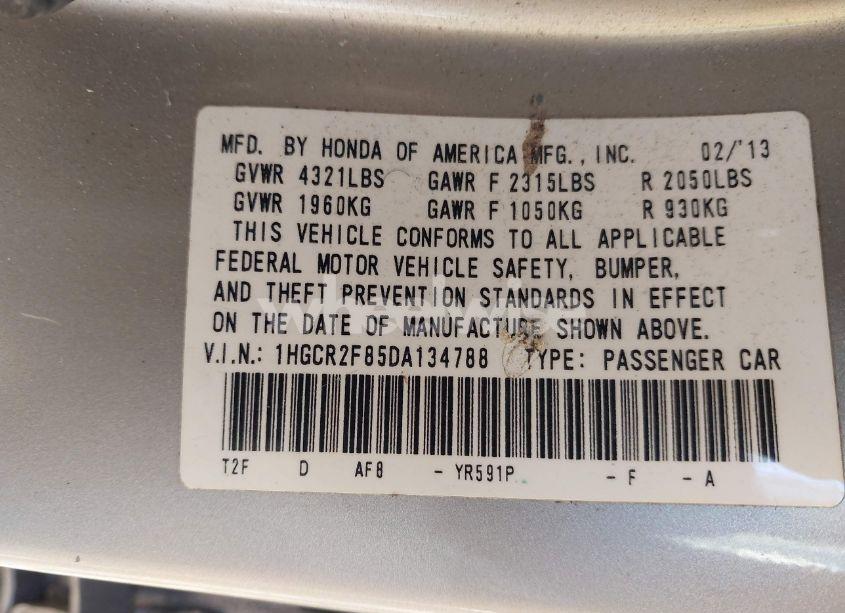 MFD. BY HONDA OF AMERICA MFG., INC. 02/'13
GVWR 4321LBS GAWR F 2315LBS R 2050LBS
GVWR 1960KG GAWR F 1050KG R 930KG
THIS VEHICLE CONFORMS TO ALL APPLICABLE
FEDERAL MOTOR VEHICLE SAFETY, BUMPER,
AND THEFT PREVENTION STANDARDS IN EFFECT
ON THE DATE OF MANUFACTURE SHOWN ABOVE.
V.I.N.: 1HGCR2F85DA134788 TYPE: PASSENGER CAR
T2F D AF8 - YR591P - F - A